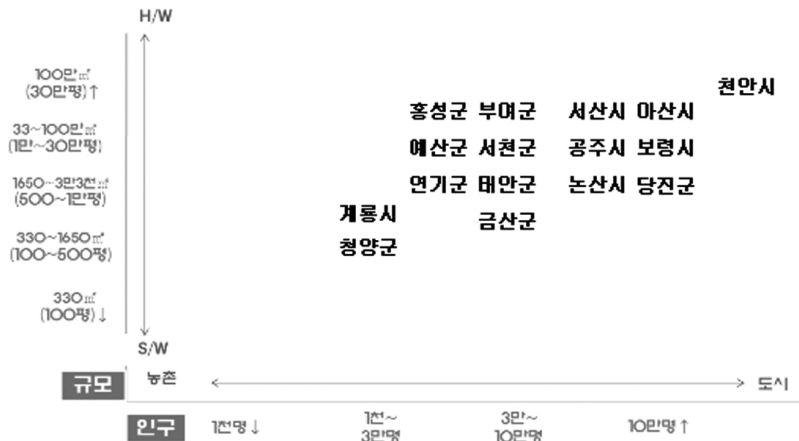 H/W
100만㎡
(30만평)↑
천안시
홍성군 부여군 서산시 아산시
33~100만㎡
(1만~30만평)
예산군 서천군 공주시 보령시
1650~3만3천㎡
(500~1만평)
연기군 태안군 논산시 당진군
계룡시
금산군
330~1650㎡
(100~500평)
청양군
330㎡
(100평)↓
S/W
규모
농촌
도시
인구
1천명↓
1천~
3만명
3만~
10만명
10만명↑